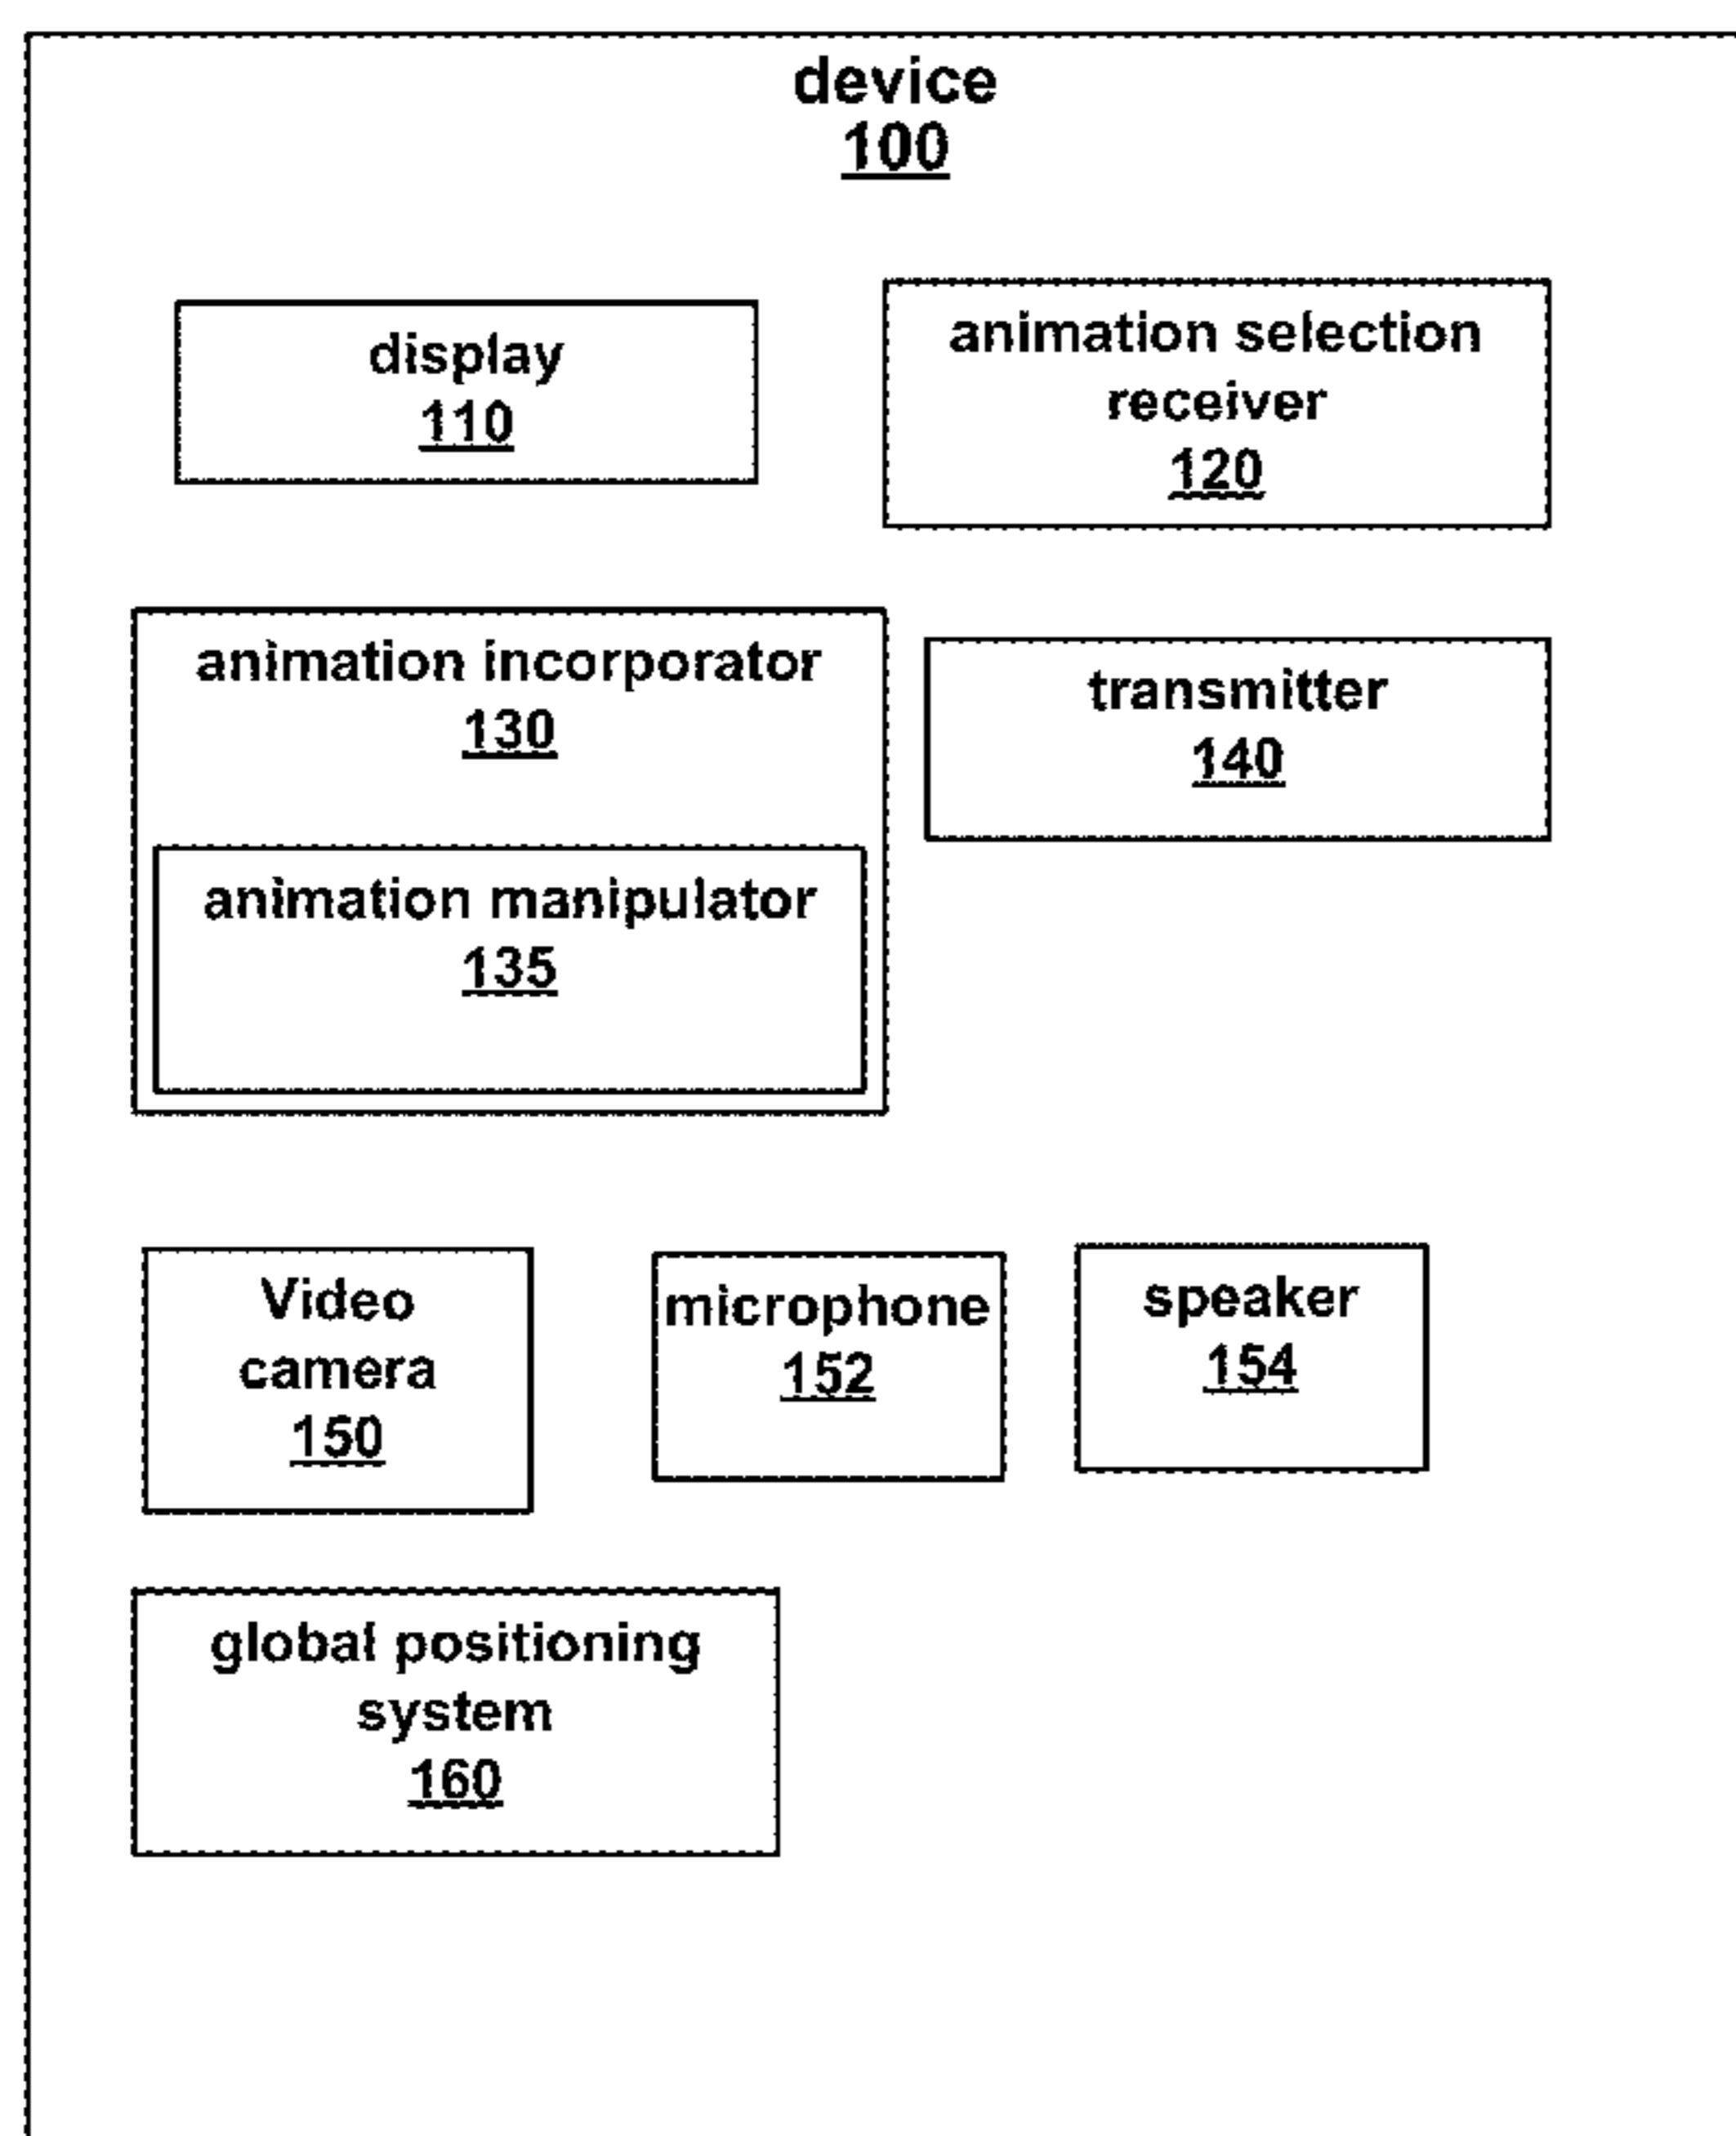 device
100
display
110
animation selection
receiver
120
animation incorporator
130
transmitter
140
animation manipulator
135
Video
camera
150
microphone
152
speaker
154
global positioning
system
160